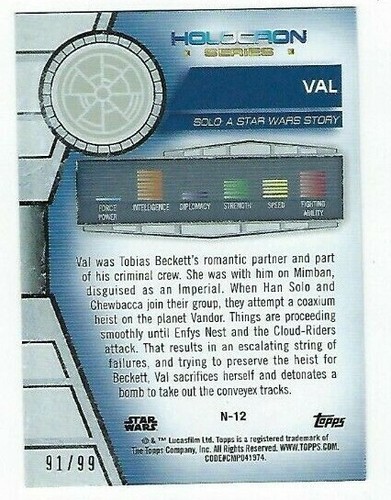 HOLOCRON
SERIES
VAL
SOLO A STAR WARS STORY
FORCE POWER INTELLIGENCE DIPLOMACY STRENGTH SPEED FIGHTING ABILITY
Val was Tobias Beckett's romantic partner and part
of his criminal crew. She was with him on Mimban,
disguised as an Imperial. When Han Solo and
Chewbacca join their group, they attempt a coaxium
heist on the planet Vandor. Things are proceeding
smoothly until Enfys Nest and the Cloud-Riders
attack. That results in an escalating string of
failures, and trying to preserve the heist for
Beckett, Val sacrifices herself and detonates a
bomb to take out the conveyex tracks.
STAR WARS N-12 Topps
© & ™ Lucasfilm Ltd. Topps is a registered trademark of
The Topps Company, Inc. All Rights Reserved. WWW.TOPPS.COM.
CODE#CMP041974.
91/99